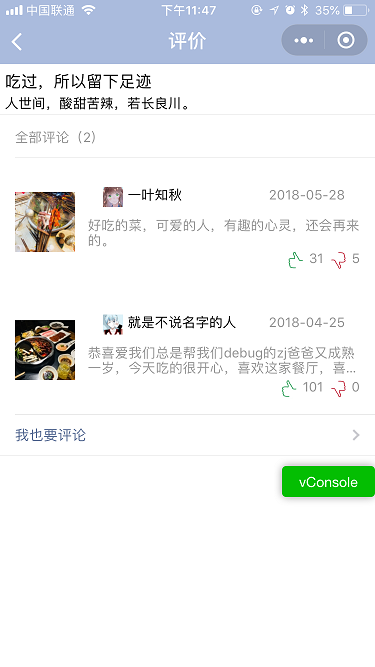 中国联通 下午11:47 35%
评价
吃过，所以留下足迹
人世间，酸甜苦辣，若长良川。
全部评论（2）
一叶知秋 2018-05-28
好吃的菜，可爱的人，有趣的心灵，还会再来
的。
31 5
就是不说名字的人 2018-04-25
恭喜爱我们总是帮我们debug的zj爸爸又成熟
一岁，今天吃的很开心，喜欢这家餐厅，喜...
101 0
我也要评论
vConsole